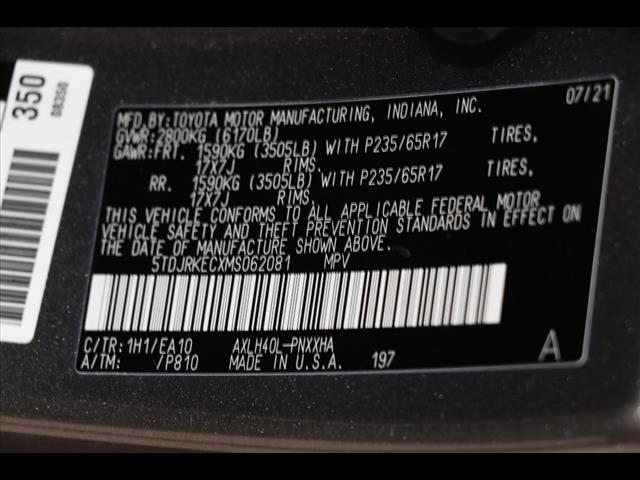 350
08350
MFD.BY:TOYOTA MOTOR MANUFACTURING, INDIANA, INC. 07/21
GVWR:2800KG (6170LB)
GAWR:FRT. 1590KG (3505LB) WITH P235/65R17 TIRES,
17X7J RIMS.
RR. 1590KG (3505LB) WITH P235/65R17 TIRES,
17X7J RIMS.
THIS VEHICLE CONFORMS TO ALL APPLICABLE FEDERAL MOTOR
VEHICLE SAFETY AND THEFT PREVENTION STANDARDS IN EFFECT ON
THE DATE OF MANUFACTURE SHOWN ABOVE.
5TDJRKECXMS062081 MPV
C/TR:1H1/EA10 AXLH40L-PNXXHA
A/TM: /P810 MADE IN U.S.A. 197 A